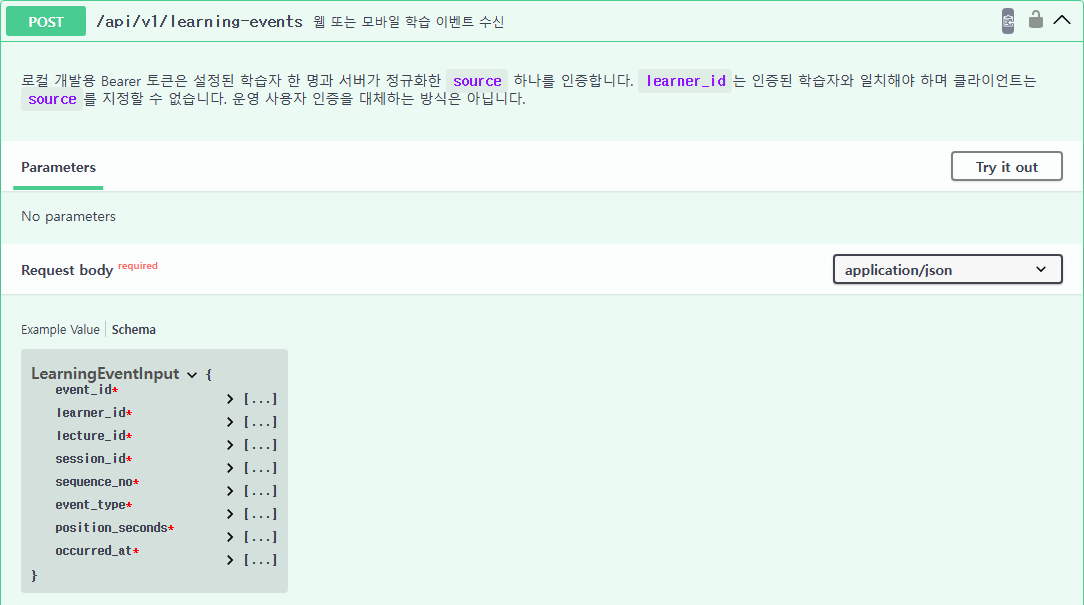 POST /api/v1/learning-events 웹 또는 모바일 학습 이벤트 수신
로컬 개발용 Bearer 토큰은 설정된 학습자 한 명과 서버가 정규화한 source 하나를 인증합니다. learner_id 는 인증된 학습자와 일치해야 하며 클라이언트는
source 를 지정할 수 없습니다. 운영 사용자 인증을 대체하는 방식은 아닙니다.
Parameters
Try it out
No parameters
Request body required
application/json
Example Value Schema
LearningEventInput {
event_id*
[...]
learner_id*
[...]
lecture_id*
[...]
session_id*
[...]
sequence_no*
[...]
event_type*
[...]
position_seconds*
[...]
occurred_at*
[...]
}